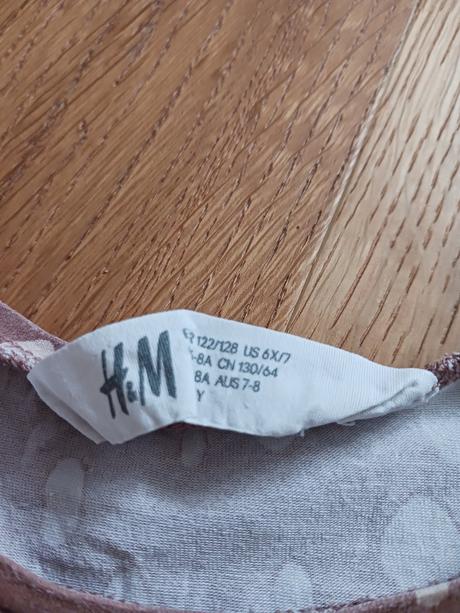 H&M
122/128 US 6X/7
-8A CN 130/64
8A AUS 7-8
Y